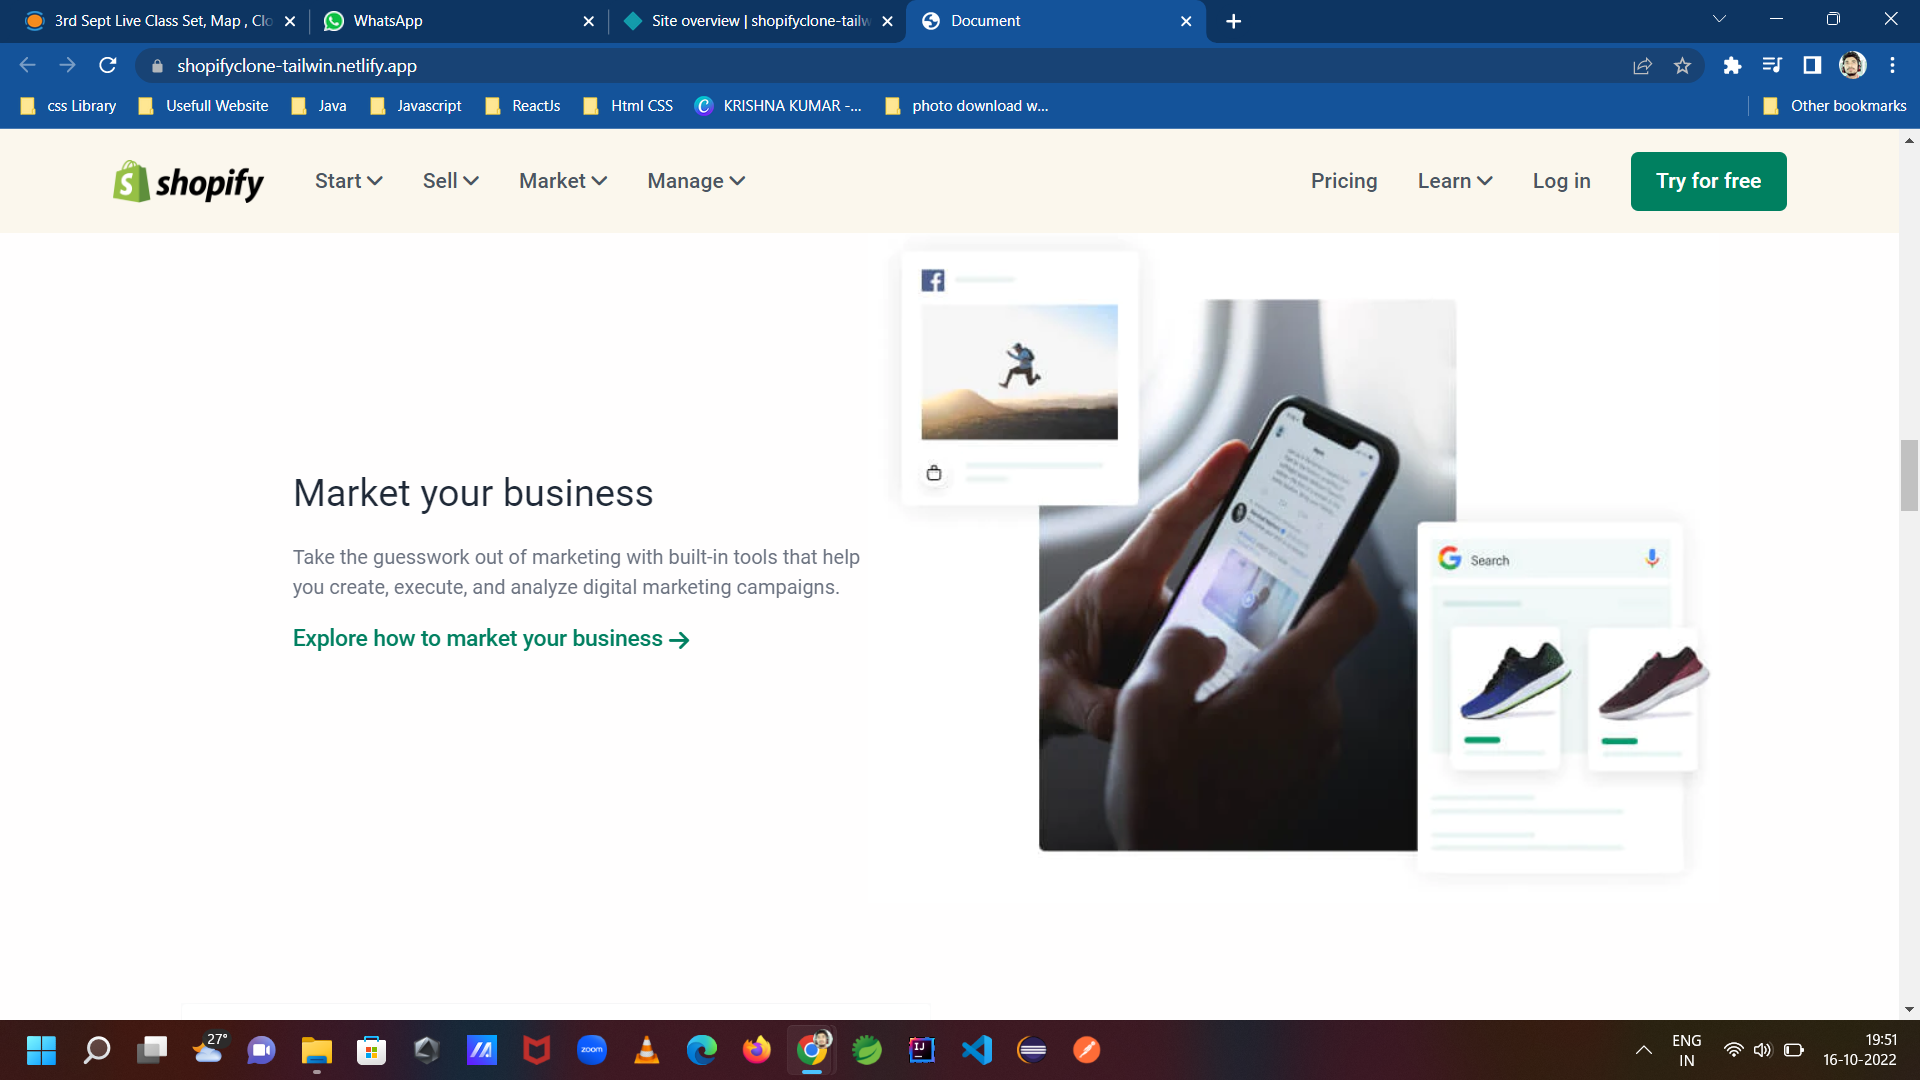 3rd Sept Live Class Set, Map , Clo
WhatsApp
Site overview | shopifyclone-tailw
Document
shopifyclone-tailwin.netlify.app
css Library
Usefull Website
Java
Javascript
ReactJs
Html CSS
KRISHNA KUMAR -...
photo download w...
Other bookmarks
shopify
Start
Sell
Market
Manage
Pricing
Learn
Log in
Try for free
Market your business
Take the guesswork out of marketing with built-in tools that help
you create, execute, and analyze digital marketing campaigns.
Explore how to market your business →
Search
27°
zoom
ENG
IN
19:51
16-10-2022